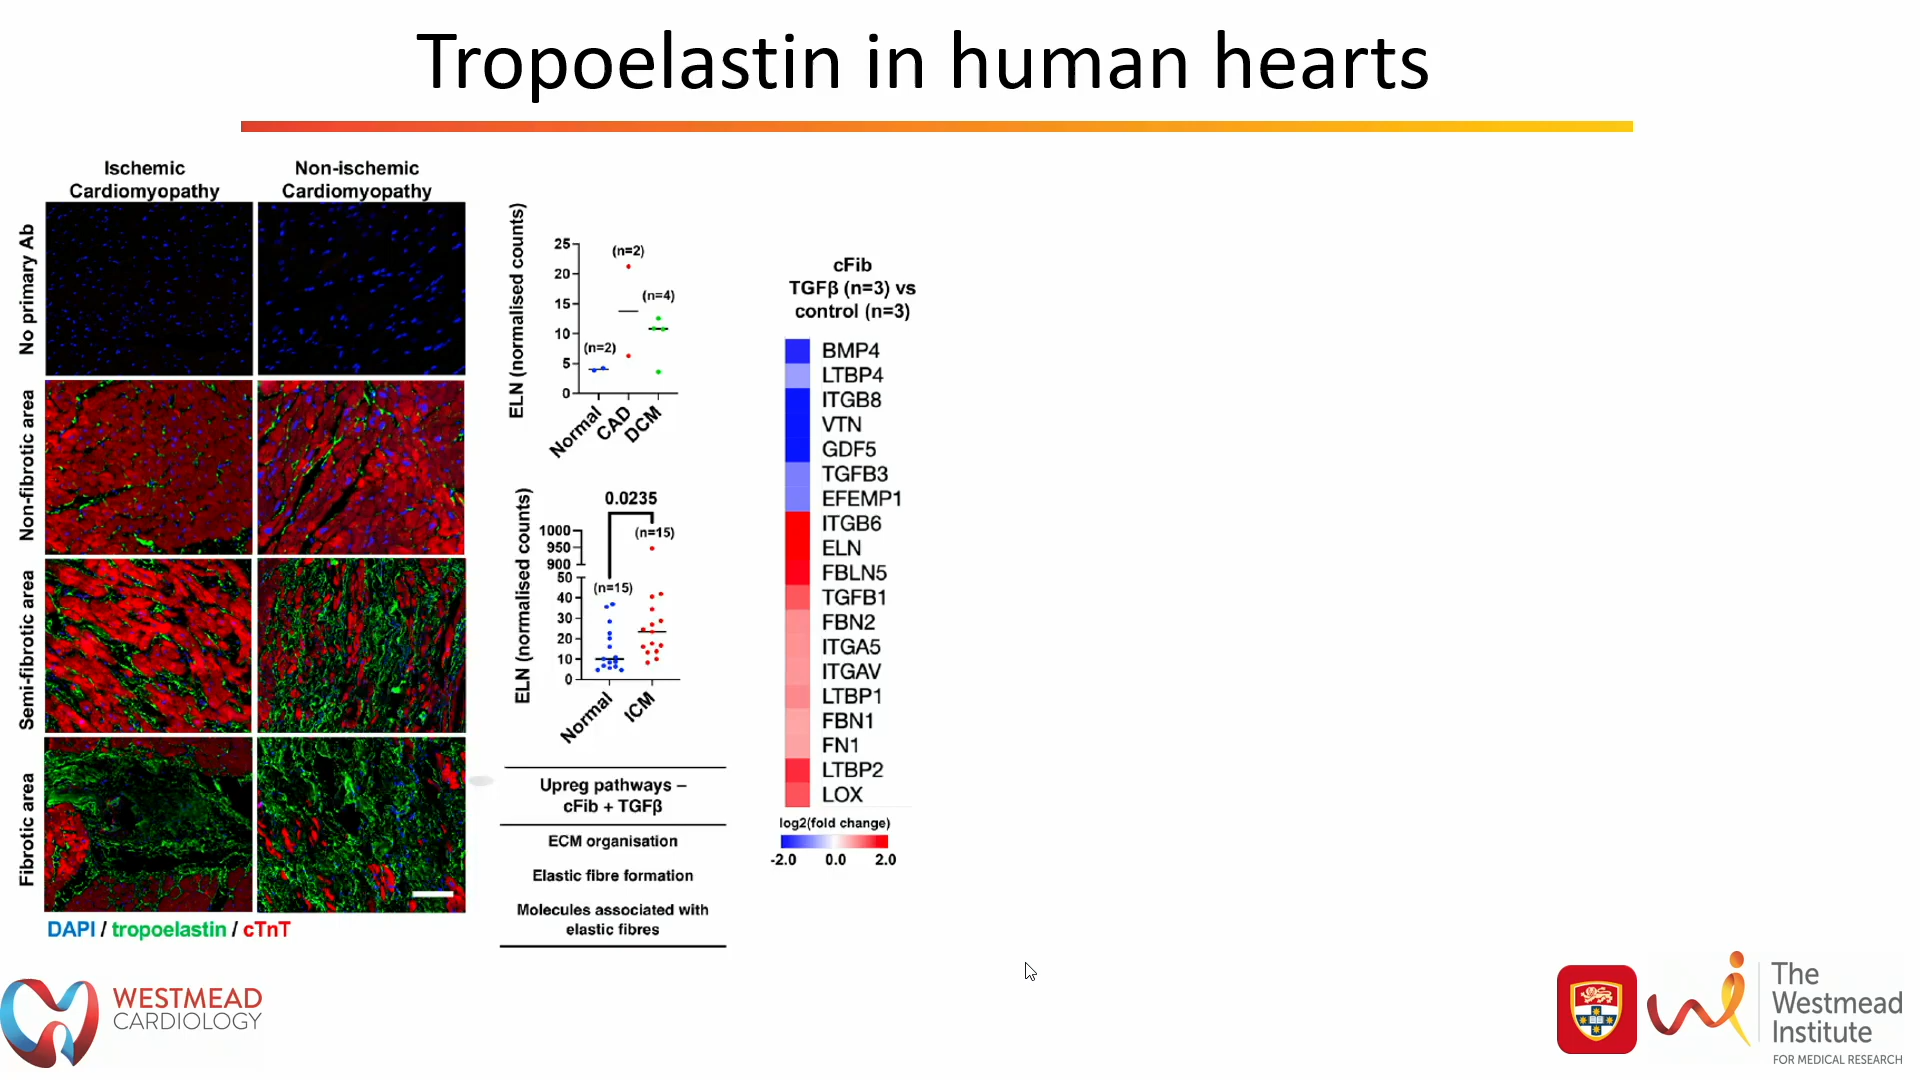 Tropoelastin in human hearts
Ischemic
Cardiomyopathy
Non-ischemic
Cardiomyopathy
No primary Ab
Non-fibrotic area
Semi-fibrotic area
Fibrotic area
DAPI / tropoelastin / cTnT
ELN (normalised counts)
25
20
15
10
5
0
(n=2)
(n=2)
(n=4)
Normal
CAD
DCM
ELN (normalised counts)
0.0235
1000
950
900
50
40
30
20
10
0
(n=15)
(n=15)
Normal
ICM
Upreg pathways –
cFib + TGFβ
ECM organisation
Elastic fibre formation
Molecules associated with
elastic fibres
cFib
TGFβ (n=3) vs
control (n=3)
BMP4
LTBP4
ITGB8
VTN
GDF5
TGFB3
EFEMP1
ITGB6
ELN
FBLN5
TGFB1
FBN2
ITGA5
ITGAV
LTBP1
FBN1
FN1
LTBP2
LOX
log2(fold change)
-2.0 0.0 2.0
WESTMEAD
CARDIOLOGY
The
Westmead
Institute
FOR MEDICAL RESEARCH